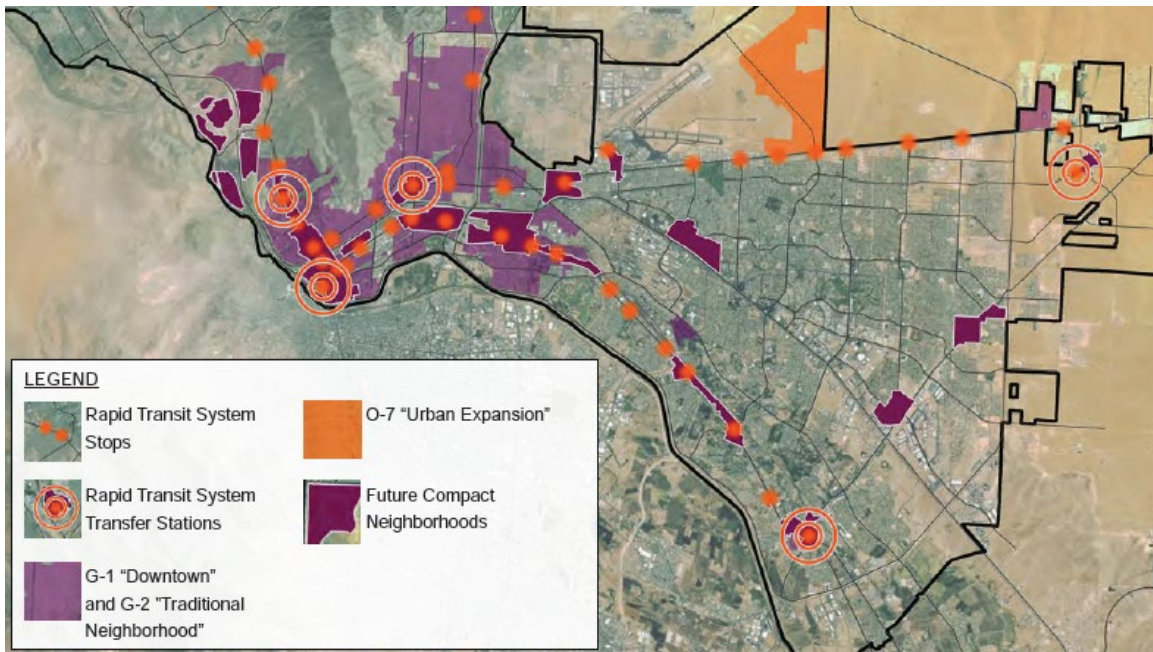 LEGEND
Rapid Transit System
Stops
Rapid Transit System
Transfer Stations
G-1 “Downtown”
and G-2 "Traditional
Neighborhood”
O-7 “Urban Expansion”
Future Compact
Neighborhoods